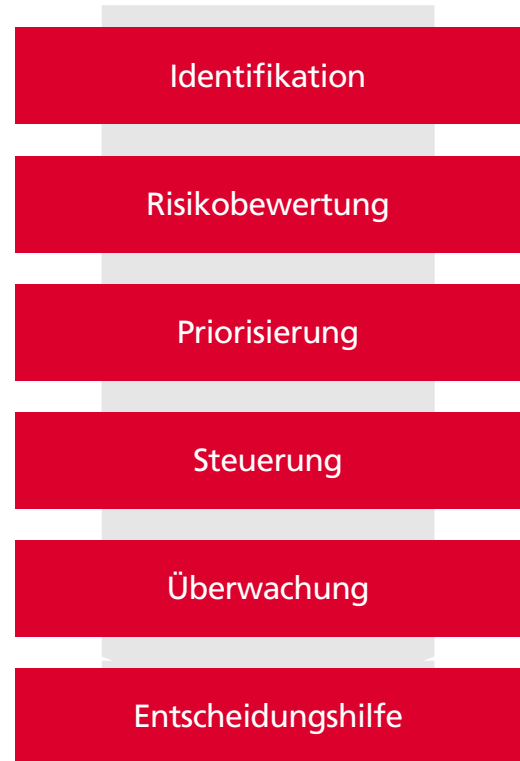 Identifikation
Risikobewertung
Priorisierung
Steuerung
Überwachung
Entscheidungshilfe